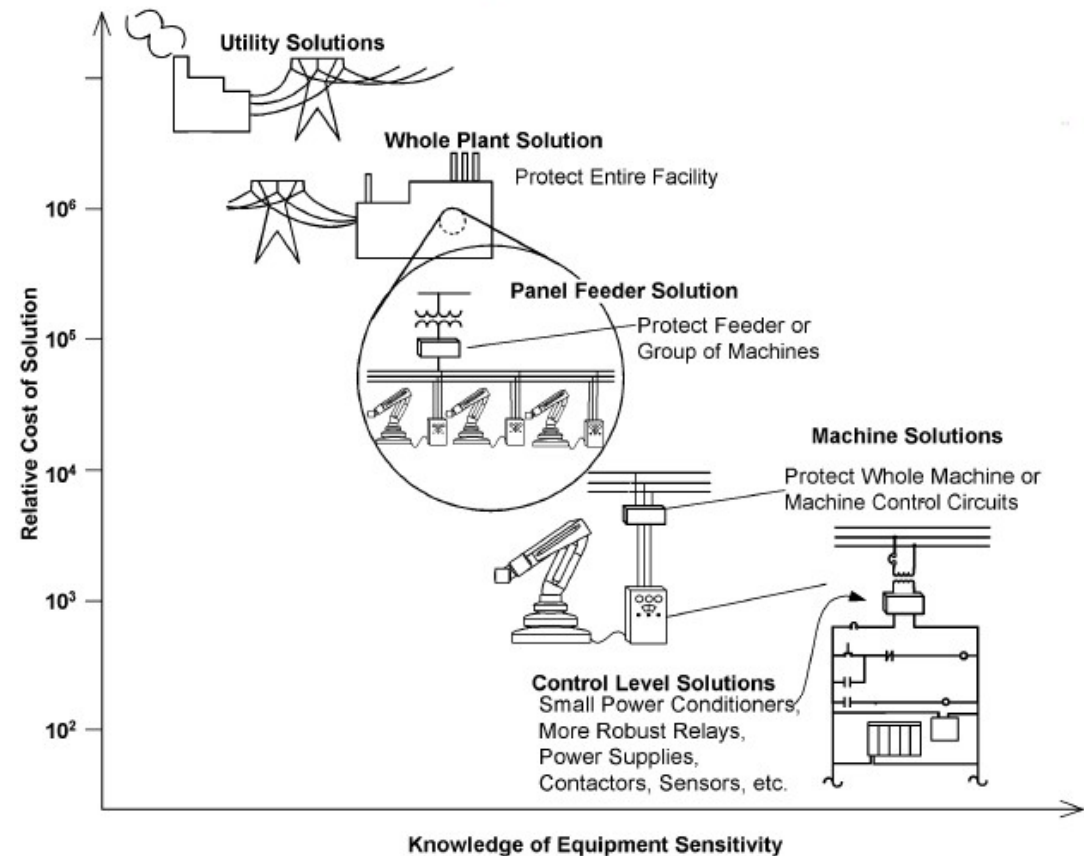 Utility Solutions
Whole Plant Solution
Protect Entire Facility
10⁶
Panel Feeder Solution
Protect Feeder or
Group of Machines
10⁵
Machine Solutions
Protect Whole Machine or
Machine Control Circuits
10⁴
10³
Control Level Solutions
Small Power Conditioners,
More Robust Relays,
Power Supplies,
Contactors, Sensors, etc.
10²
Relative Cost of Solution
Knowledge of Equipment Sensitivity